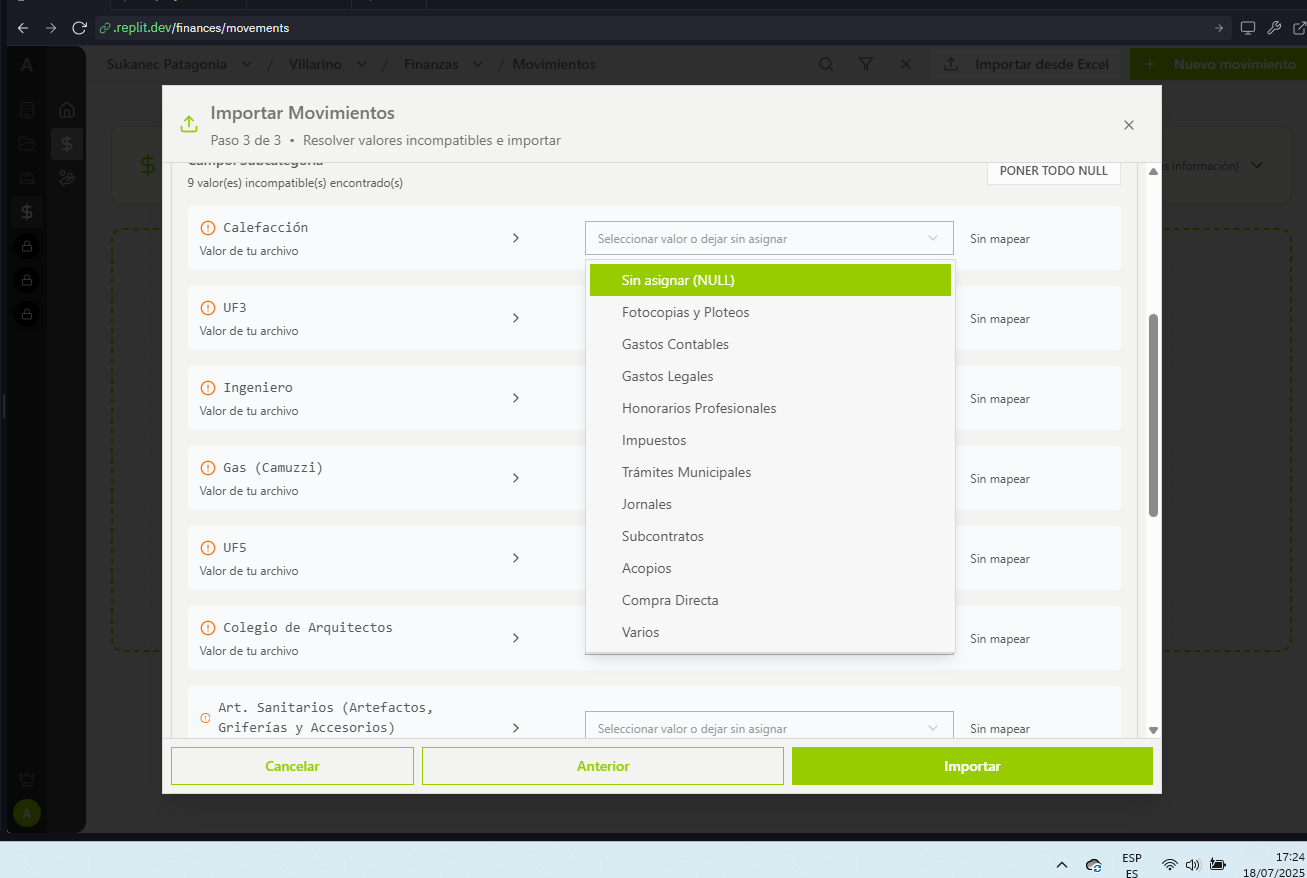 .replit.dev/finances/movements
A
Sukanec Patagonia / Villarino / Finanzas / Movimientos
Importar desde Excel
+ Nuevo movimiento
Importar Movimientos
Paso 3 de 3 • Resolver valores incompatibles e importar
Campo: Subcategoría
9 valor(es) incompatible(s) encontrado(s)
PONER TODO NULL
información)
Calefacción
Valor de tu archivo
Seleccionar valor o dejar sin asignar
Sin mapear
Sin asignar (NULL)
Fotocopias y Ploteos
Gastos Contables
Gastos Legales
Honorarios Profesionales
Impuestos
Trámites Municipales
Jornales
Subcontratos
Acopios
Compra Directa
Varios
UF3
Valor de tu archivo
Sin mapear
Ingeniero
Valor de tu archivo
Sin mapear
Gas (Camuzzi)
Valor de tu archivo
Sin mapear
UF5
Valor de tu archivo
Sin mapear
Colegio de Arquitectos
Valor de tu archivo
Sin mapear
Art. Sanitarios (Artefactos,
Griferías y Accesorios)
Seleccionar valor o dejar sin asignar
Sin mapear
Cancelar
Anterior
Importar
A
ESP
ES
17:24
18/07/2025